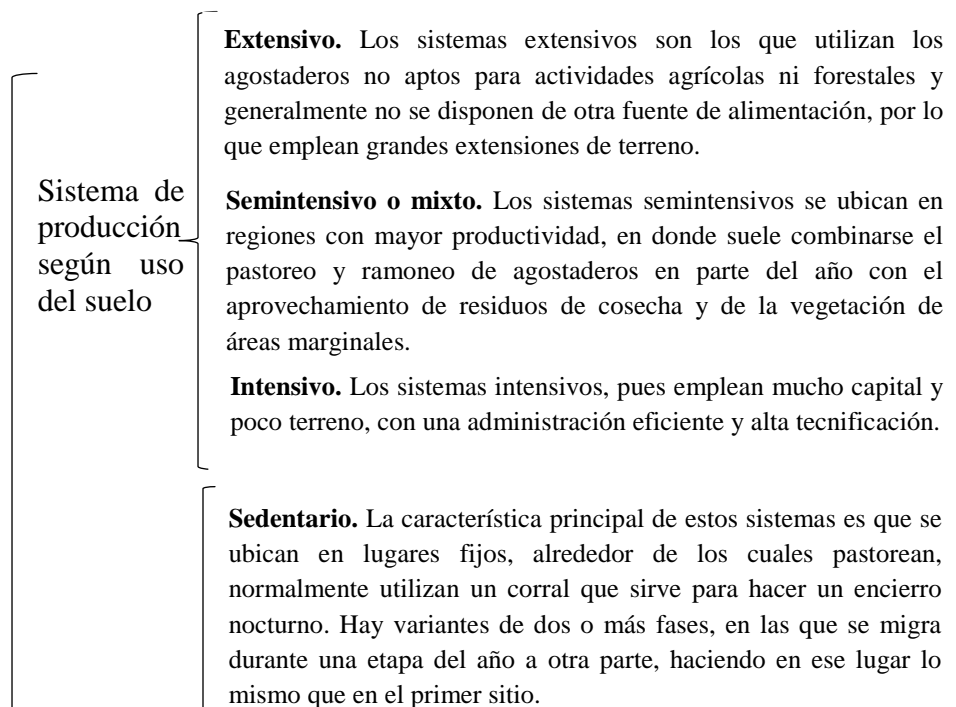 Extensivo. Los sistemas extensivos son los que utilizan los
agostaderos no aptos para actividades agrícolas ni forestales y
generalmente no se disponen de otra fuente de alimentación, por lo
que emplean grandes extensiones de terreno.
Sistema de
producción
según uso
del suelo
Semintensivo o mixto. Los sistemas semintensivos se ubican en
regiones con mayor productividad, en donde suele combinarse el
pastoreo y ramoneo de agostaderos en parte del año con el
aprovechamiento de residuos de cosecha y de la vegetación de
áreas marginales.
Intensivo. Los sistemas intensivos, pues emplean mucho capital y
poco terreno, con una administración eficiente y alta tecnificación.
Sedentario. La característica principal de estos sistemas es que se
ubican en lugares fijos, alrededor de los cuales pastorean,
normalmente utilizan un corral que sirve para hacer un encierro
nocturno. Hay variantes de dos o más fases, en las que se migra
durante una etapa del año a otra parte, haciendo en ese lugar lo
mismo que en el primer sitio.